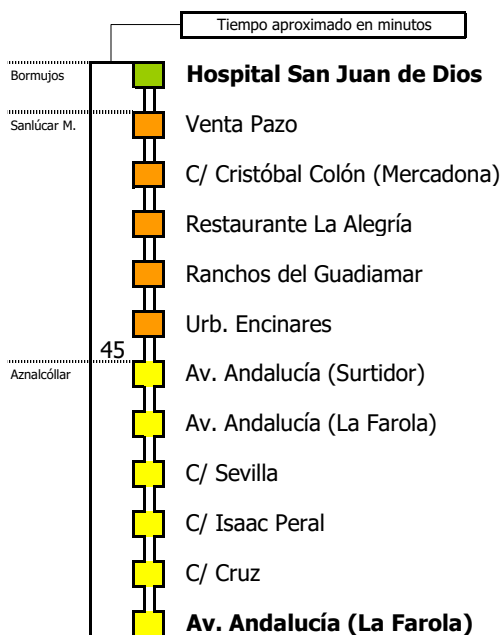 Tiempo aproximado en minutos
Bormujos
Hospital San Juan de Dios
Sanlúcar M.
Venta Pazo
C/ Cristóbal Colón (Mercadona)
Restaurante La Alegría
Ranchos del Guadiamar
Urb. Encinares
45
Aznalcóllar
Av. Andalucía (Surtidor)
Av. Andalucía (La Farola)
C/ Sevilla
C/ Isaac Peral
C/ Cruz
Av. Andalucía (La Farola)